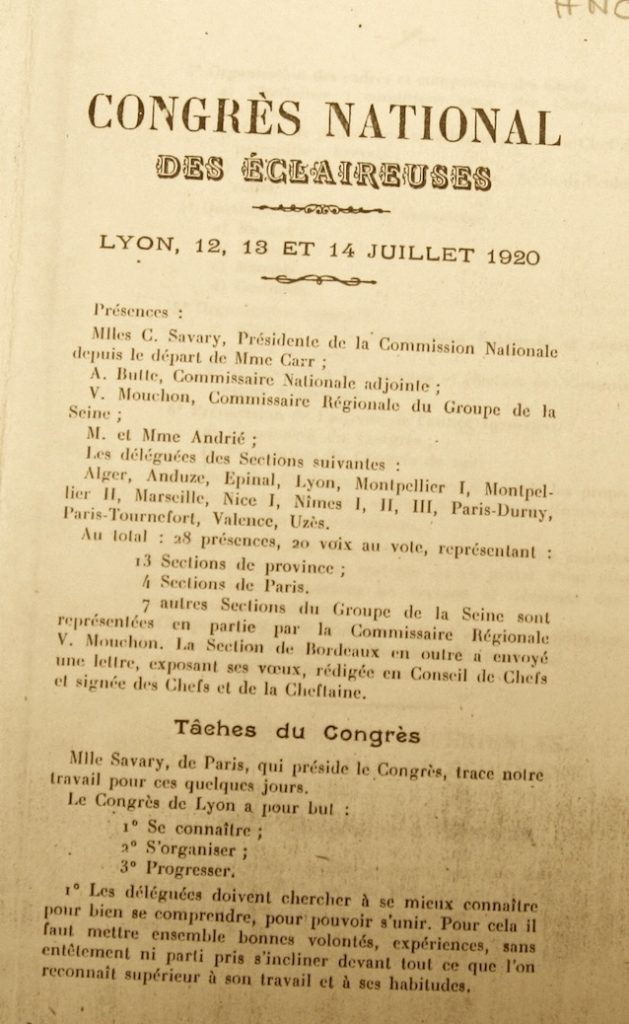 CONGRÈS NATIONAL
DES ÉCLAIREUSES
LYON, 12, 13 ET 14 JUILLET 1920
Présences :
Mlles C. Savary, Présidente de la Commission Nationale
depuis le départ de Mme Carr ;
A. Butte, Commissaire Nationale adjointe ;
V. Mouchon, Commissaire Régionale du Groupe de la
Seine ;
M. et Mme Andrié ;
Les déléguées des Sections suivantes :
Alger, Anduze, Epinal, Lyon, Montpellier I, Montpel-
lier II, Marseille, Nice I, Nîmes I, II, III, Paris-Duruy,
Paris-Tournefort, Valence, Uzès.
Au total : 28 présences, 20 voix au vote, représentant :
13 Sections de province ;
4 Sections de Paris.
7 autres Sections du Groupe de la Seine sont
représentées en partie par la Commissaire Régionale
V. Mouchon. La Section de Bordeaux en outre a envoyé
une lettre, exposant ses vœux, rédigée en Conseil de Chefs
et signée des Chefs et de la Cheftaine.
Tâches du Congrès
Mlle Savary, de Paris, qui préside le Congrès, trace notre
travail pour ces quelques jours.
Le Congrès de Lyon a pour but :
1° Se connaître ;
2° S'organiser ;
3° Progresser.
1° Les déléguées doivent chercher à se mieux connaître
pour bien se comprendre, pour pouvoir s'unir. Pour cela il
faut mettre ensemble bonnes volontés, expériences, sans
entêtement ni parti pris s'incliner devant tout ce que l'on
reconnaît supérieur à son travail et à ses habitudes.